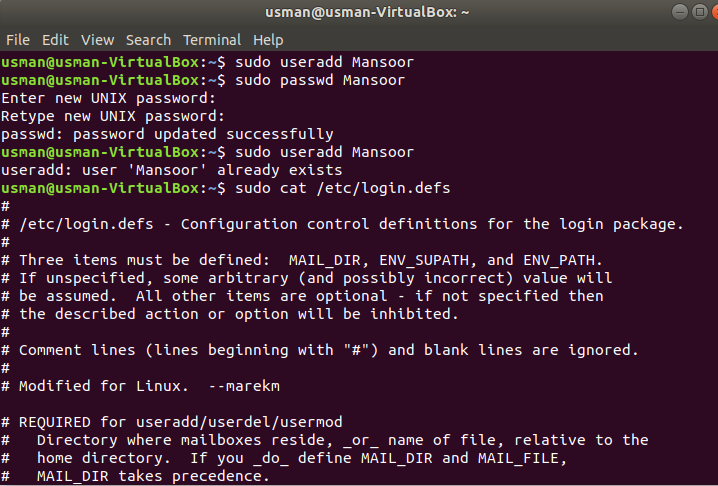 usman@usman-VirtualBox: ~
File Edit View Search Terminal Help
usman@usman-VirtualBox:~$ sudo useradd Mansoor
usman@usman-VirtualBox:~$ sudo passwd Mansoor
Enter new UNIX password:
Retype new UNIX password:
passwd: password updated successfully
usman@usman-VirtualBox:~$ sudo useradd Mansoor
useradd: user 'Mansoor' already exists
usman@usman-VirtualBox:~$ sudo cat /etc/login.defs
#
# /etc/login.defs - Configuration control definitions for the login package.
#
# Three items must be defined:  MAIL_DIR, ENV_SUPATH, and ENV_PATH.
# If unspecified, some arbitrary (and possibly incorrect) value will
# be assumed.  All other items are optional - if not specified then
# the described action or option will be inhibited.
#
# Comment lines (lines beginning with "#") and blank lines are ignored.
#
# Modified for Linux.  --marekm

# REQUIRED for useradd/userdel/usermod
#   Directory where mailboxes reside, _or_ name of file, relative to the
#   home directory.  If you _do_ define MAIL_DIR and MAIL_FILE,
#   MAIL_DIR takes precedence.